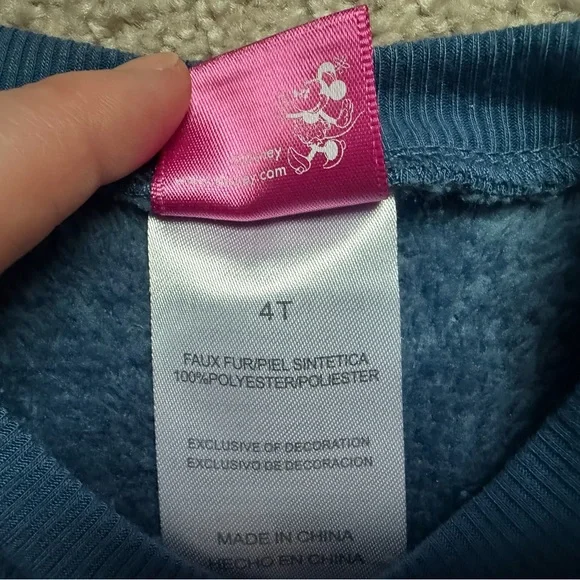 Disney
.com
4T
FAUX FUR/PIEL SINTETICA
100%POLYESTER/POLIESTER
EXCLUSIVE OF DECORATION
EXCLUSIVO DE DECORACION
MADE IN CHINA
HECHO EN CHINA